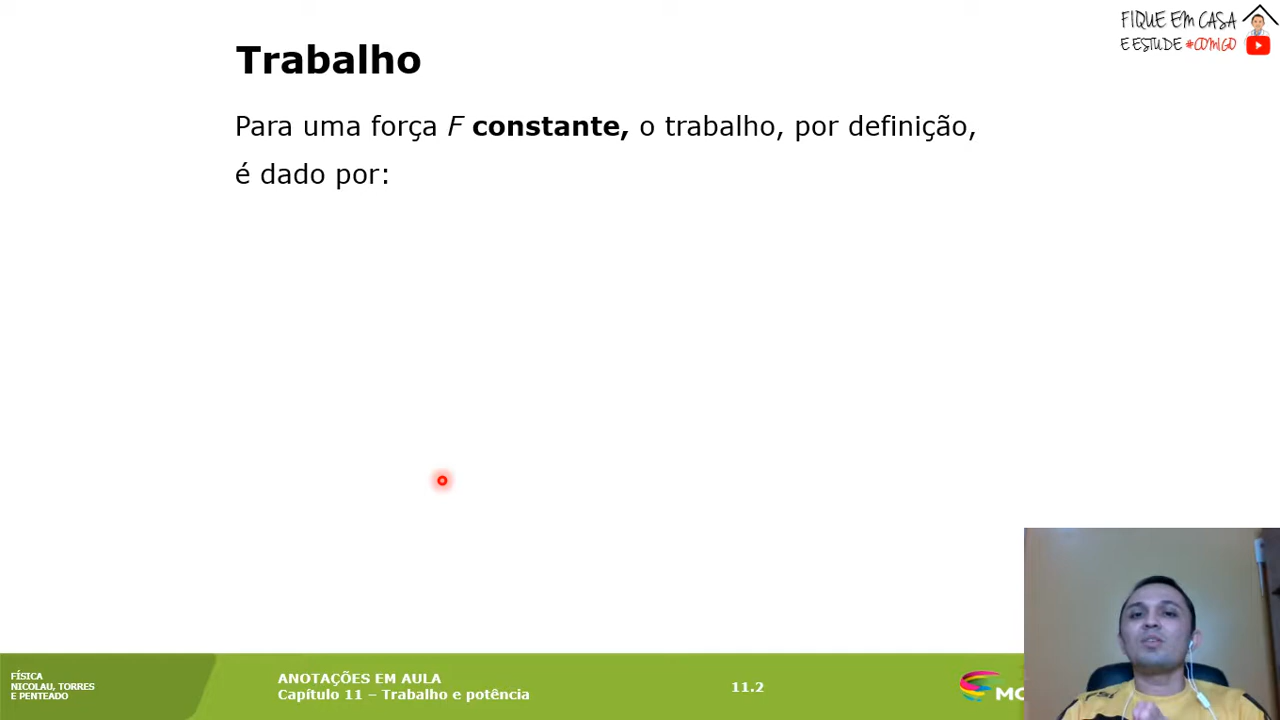 FIQUE EM CASA
E ESTUDE #COMIGO
Trabalho
Para uma força F constante, o trabalho, por definição,
é dado por:
FÍSICA
NICOLAU, TORRES
E PENTEADO
ANOTAÇÕES EM AULA
Capítulo 11 – Trabalho e potência
11.2